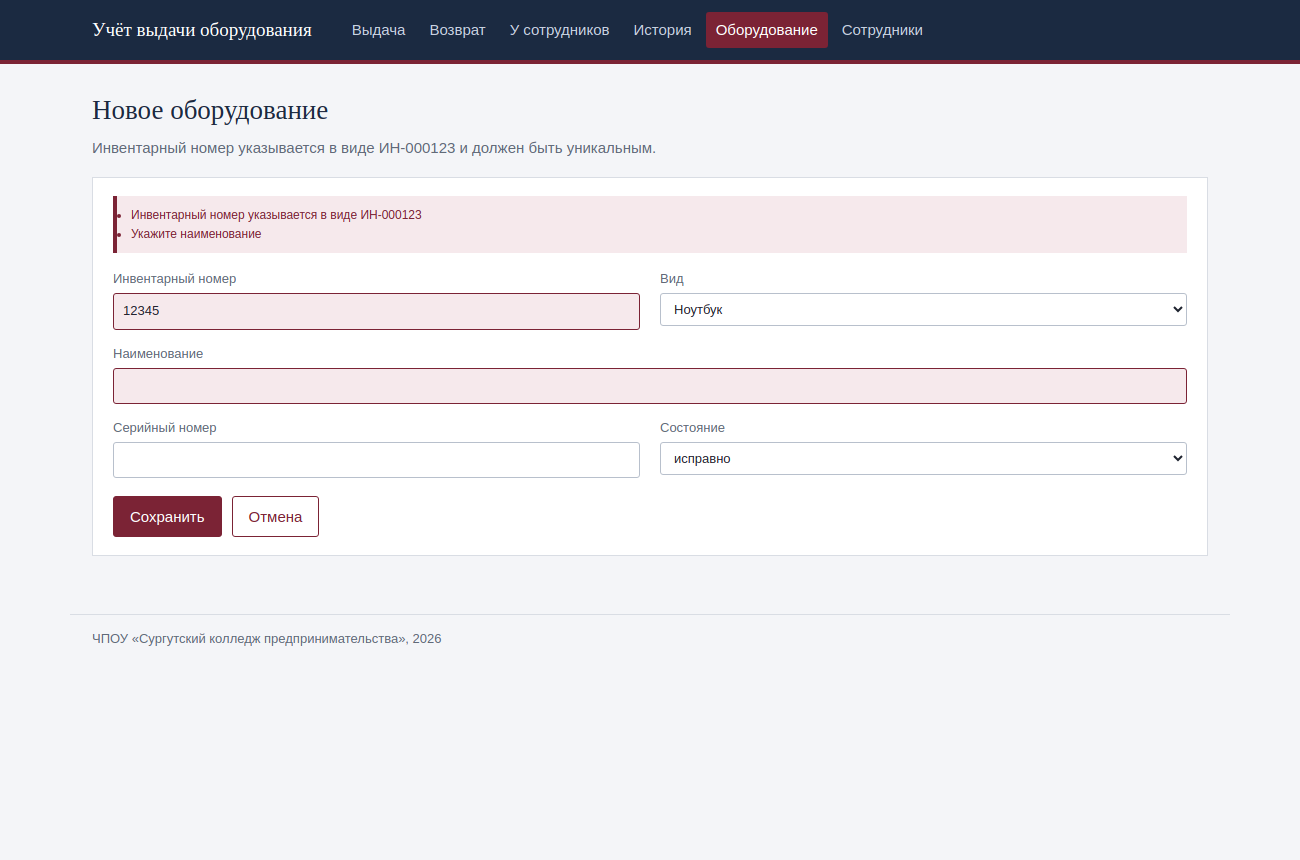 Учёт выдачи оборудования Выдача Возврат У сотрудников История Оборудование Сотрудники
Новое оборудование
Инвентарный номер указывается в виде ИН-000123 и должен быть уникальным.
Инвентарный номер указывается в виде ИН-000123
Укажите наименование
Инвентарный номер Вид
12345 Ноутбук
Наименование
Серийный номер Состояние
исправно
Сохранить Отмена
ЧПОУ «Сургутский колледж предпринимательства», 2026